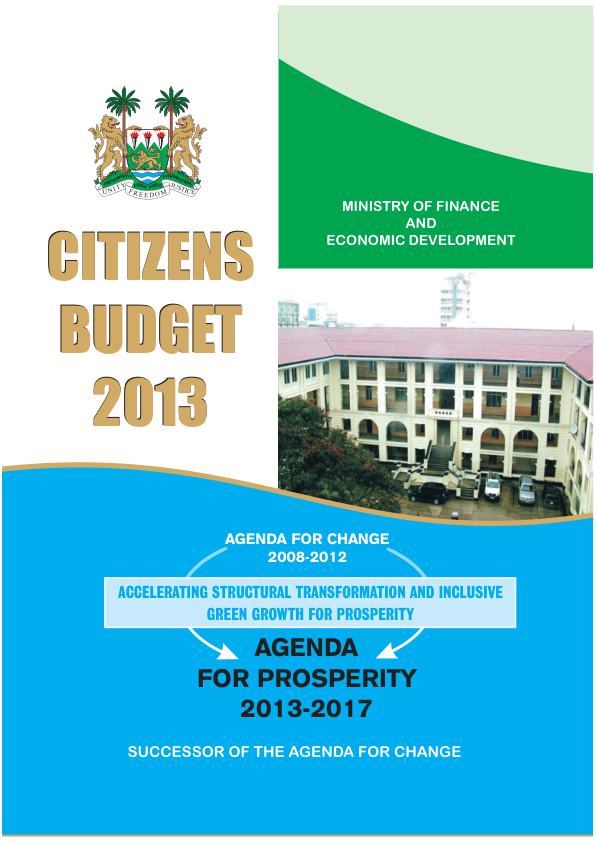 UNITY FREEDOM JUSTICE
CITIZENS
BUDGET
2013
MINISTRY OF FINANCE
AND
ECONOMIC DEVELOPMENT
AGENDA FOR CHANGE
2008-2012
ACCELERATING STRUCTURAL TRANSFORMATION AND INCLUSIVE
GREEN GROWTH FOR PROSPERITY
AGENDA
FOR PROSPERITY
2013-2017
SUCCESSOR OF THE AGENDA FOR CHANGE